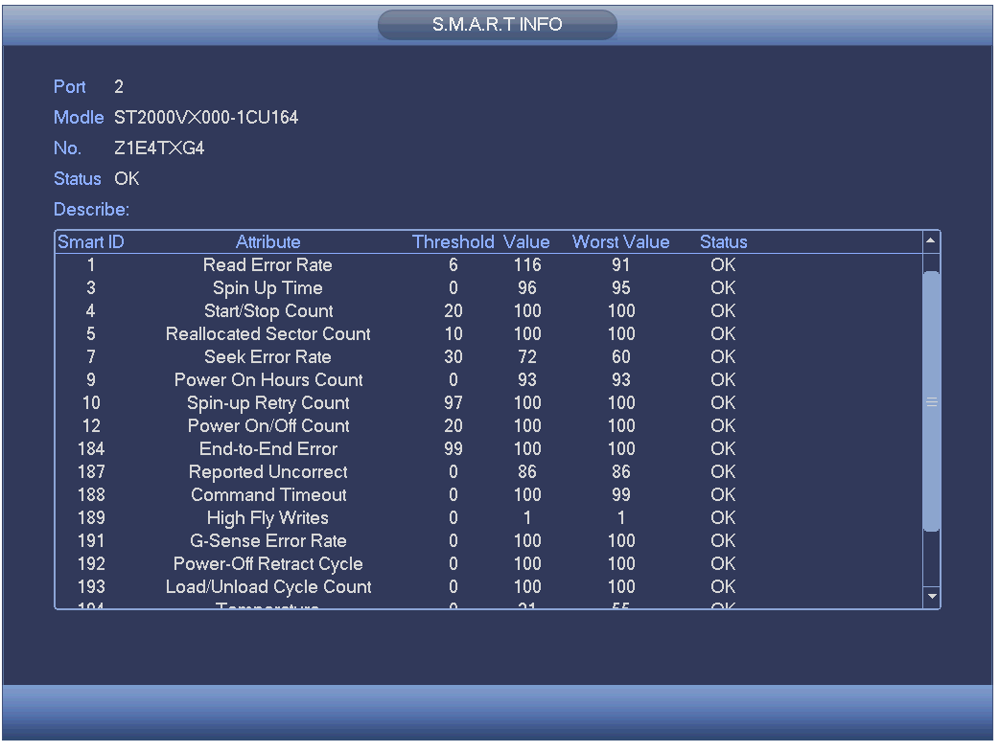 S.M.A.R.T INFO
Port 2
Modle ST2000VX000-1CU164
No. Z1E4TXG4
Status OK
Describe:
Smart ID Attribute Threshold Value Worst Value Status
1 Read Error Rate 6 116 91 OK
3 Spin Up Time 0 96 95 OK
4 Start/Stop Count 20 100 100 OK
5 Reallocated Sector Count 10 100 100 OK
7 Seek Error Rate 30 72 60 OK
9 Power On Hours Count 0 93 93 OK
10 Spin-up Retry Count 97 100 100 OK
12 Power On/Off Count 20 100 100 OK
184 End-to-End Error 99 100 100 OK
187 Reported Uncorrect 0 86 86 OK
188 Command Timeout 0 100 99 OK
189 High Fly Writes 0 1 1 OK
191 G-Sense Error Rate 0 100 100 OK
192 Power-Off Retract Cycle 0 100 100 OK
193 Load/Unload Cycle Count 0 100 100 OK
194 Temperature OK